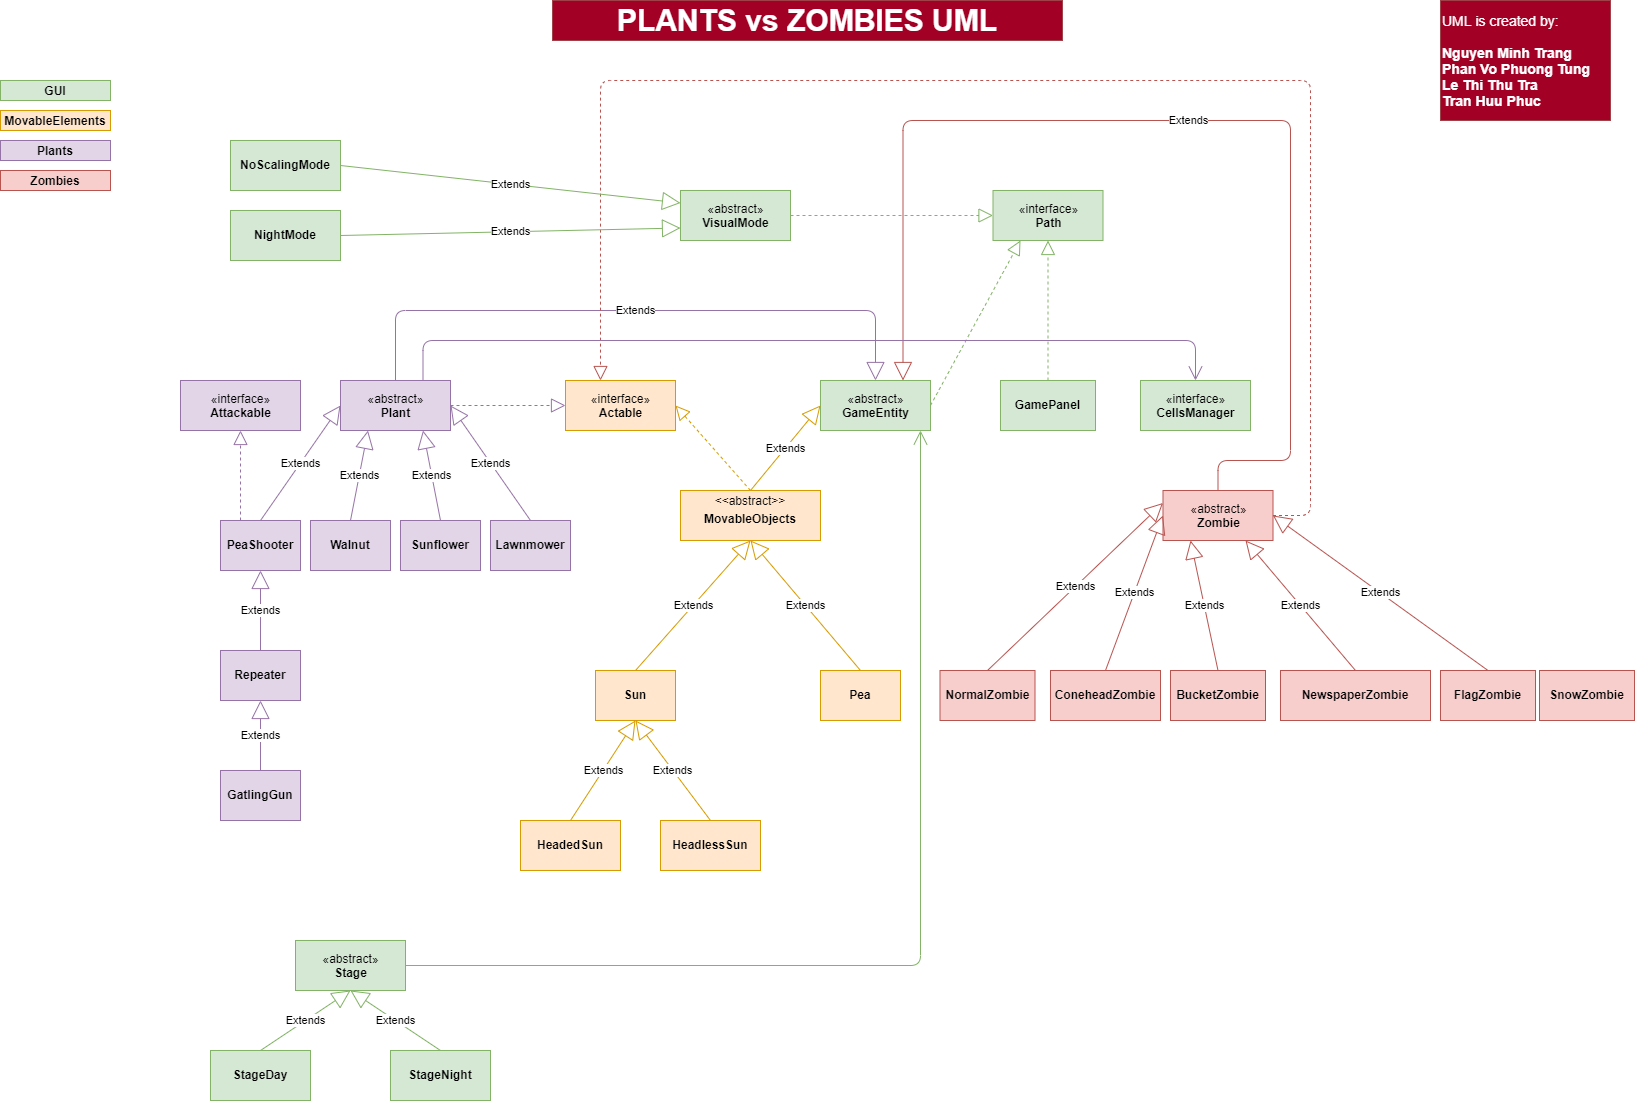 PLANTS vs ZOMBIES UML
UML is created by:
Nguyen Minh Trang
Phan Vo Phuong Tung
Le Thi Thu Tra
Tran Huu Phuc
GUI
MovableElements
Plants
Zombies
Extends
NoScalingMode
Extends
«abstract»
VisualMode
«interface»
Path
NightMode
Extends
Extends
«interface»
Attackable
«abstract»
Plant
«interface»
Actable
«abstract»
GameEntity
GamePanel
«interface»
CellsManager
Extends
Extends
Extends
Extends
Extends
<<abstract>>
MovableObjects
«abstract»
Zombie
PeaShooter
Walnut
Sunflower
Lawnmower
Extends
Extends
Extends
Extends
Extends
Extends
Extends
Extends
Repeater
Sun
Pea
NormalZombie
ConeheadZombie
BucketZombie
NewspaperZombie
FlagZombie
SnowZombie
Extends
Extends
Extends
GatlingGun
HeadedSun
HeadlessSun
«abstract»
Stage
Extends
Extends
StageDay
StageNight